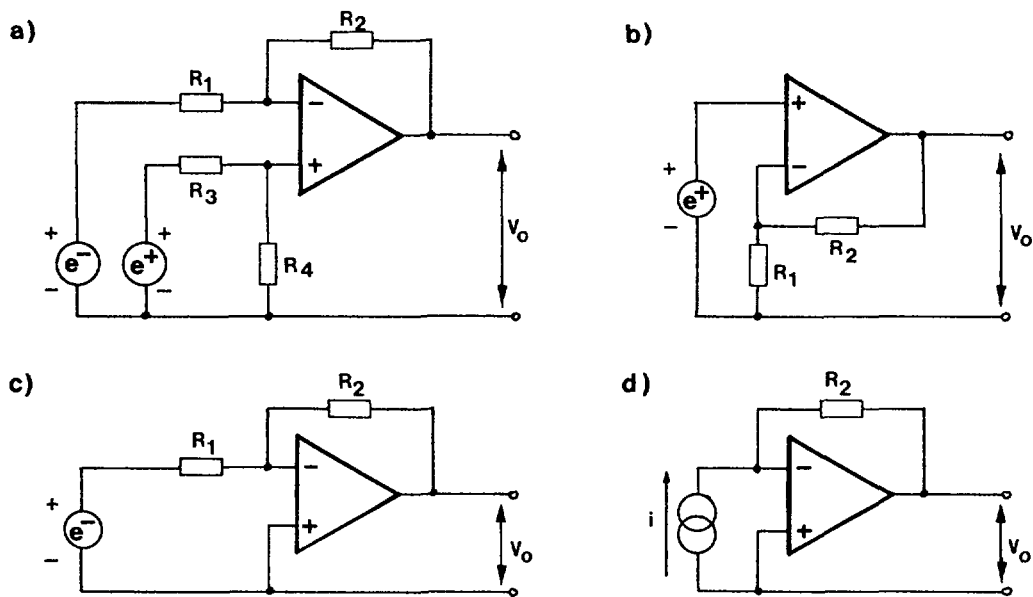 a)
R2
R1
−
+
R3
R4
+
e−
−
+
e+
−
Vo
b)
+
−
+
e+
−
R2
R1
Vo
c)
R2
R1
−
+
+
e−
−
Vo
d)
R2
−
+
i
Vo